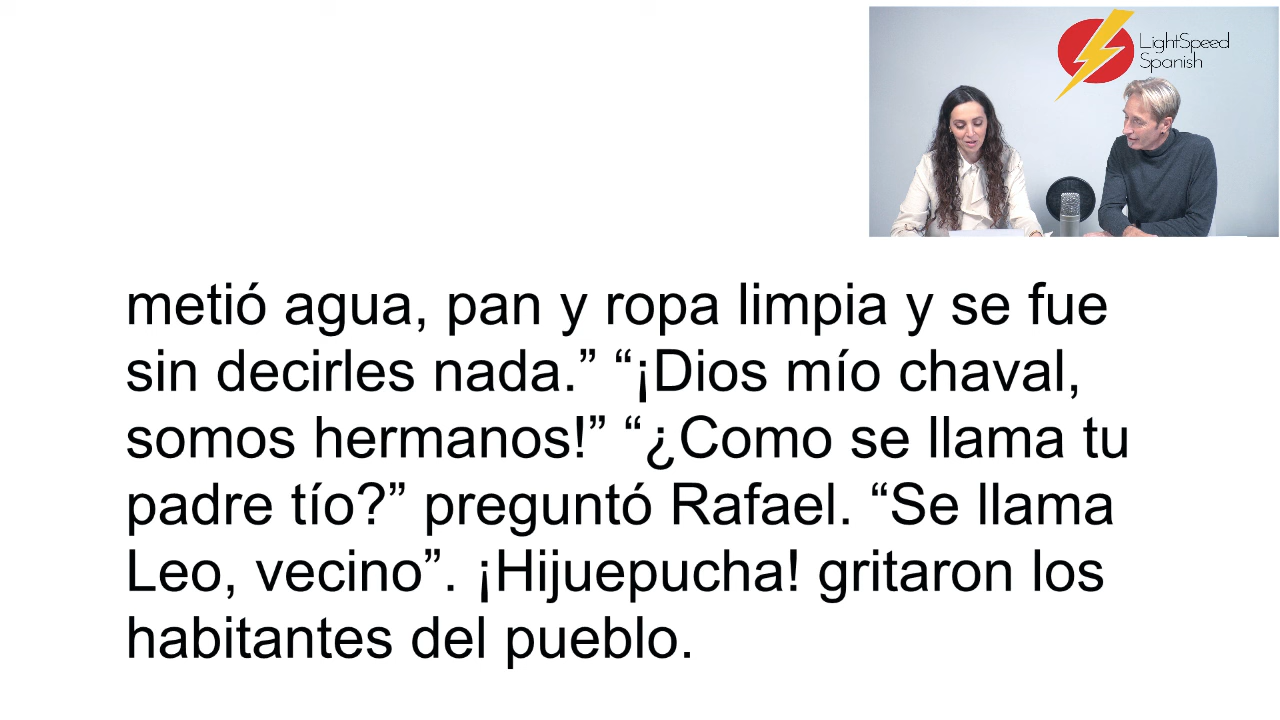 LightSpeed
Spanish
metió agua, pan y ropa limpia y se fue
sin decirles nada.” “¡Dios mío chaval,
somos hermanos!” “¿Como se llama tu
padre tío?” preguntó Rafael. “Se llama
Leo, vecino”. ¡Hijuepucha! gritaron los
habitantes del pueblo.